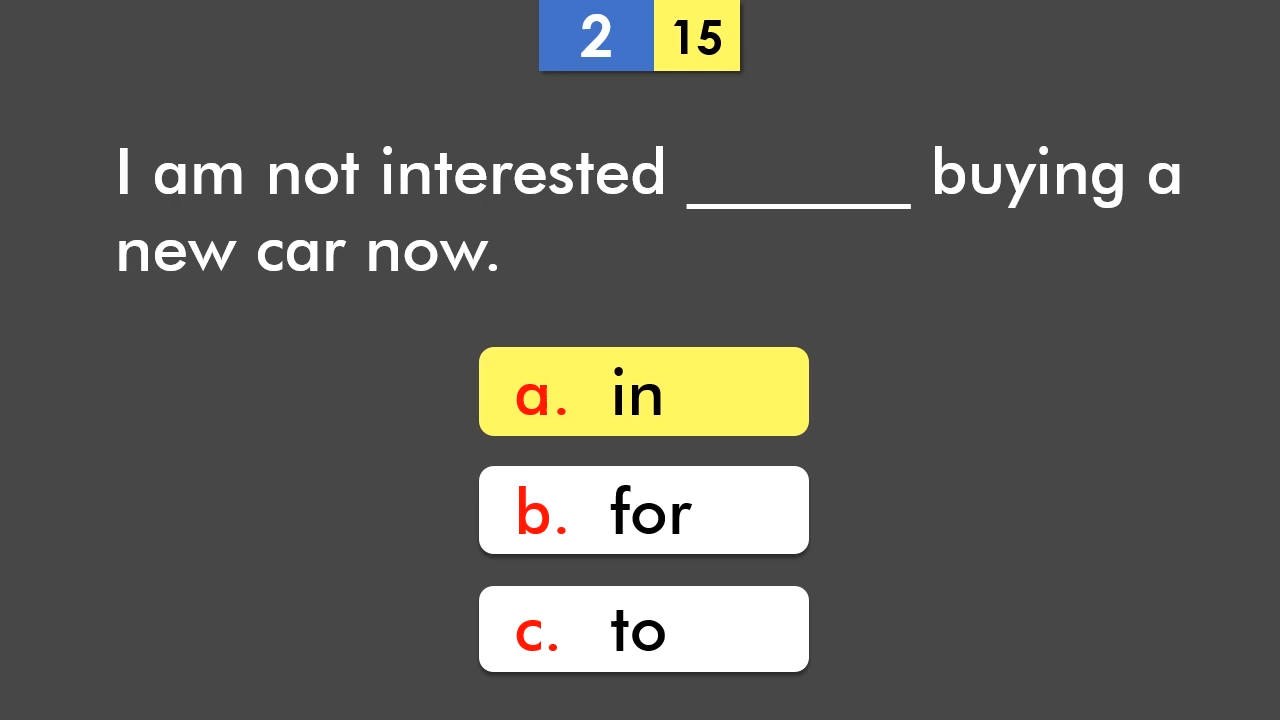 2 15
I am not interested _______ buying a
new car now.
a. in
b. for
c. to